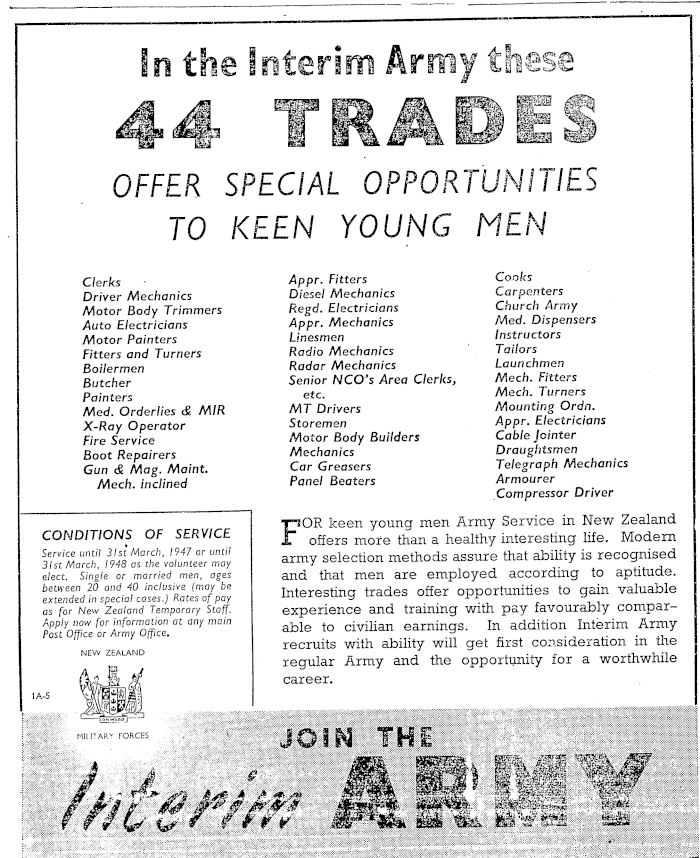 In the Interim Army these
44 TRADES
OFFER SPECIAL OPPORTUNITIES
TO KEEN YOUNG MEN
Clerks
Driver Mechanics
Motor Body Trimmers
Auto Electricians
Motor Painters
Fitters and Turners
Boilermen
Butcher
Painters
Med. Orderlies & MIR
X-Ray Operator
Fire Service
Boot Repairers
Gun & Mag. Maint.
Mech. inclined
Appr. Fitters
Diesel Mechanics
Regd. Electricians
Appr. Mechanics
Linesmen
Radio Mechanics
Radar Mechanics
Senior NCO's Area Clerks,
etc.
MT Drivers
Storemen
Motor Body Builders
Mechanics
Car Greasers
Panel Beaters
Cooks
Carpenters
Church Army
Med. Dispensers
Instructors
Tailors
Launchmen
Mech. Fitters
Mech. Turners
Mounting Ordn.
Appr. Electricians
Cable Jointer
Draughtsmen
Telegraph Mechanics
Armourer
Compressor Driver
CONDITIONS OF SERVICE
Service until 31st March, 1947 or until
31st March, 1948 as the volunteer may
elect. Single or married men, ages
between 20 and 40 inclusive (may be
extended in special cases.) Rates of pay
as for New Zealand Temporary Staff.
Apply now for information at any main
Post Office or Army Office.
NEW ZEALAND
ONWARD
MILITARY FORCES
1A-5
FOR keen young men Army Service in New Zealand
offers more than a healthy interesting life. Modern
army selection methods assure that ability is recognised
and that men are employed according to aptitude.
Interesting trades offer opportunities to gain valuable
experience and training with pay favourably compar-
able to civilian earnings. In addition Interim Army
recruits with ability will get first consideration in the
regular Army and the opportunity for a worthwhile
career.
JOIN THE
Interim ARMY